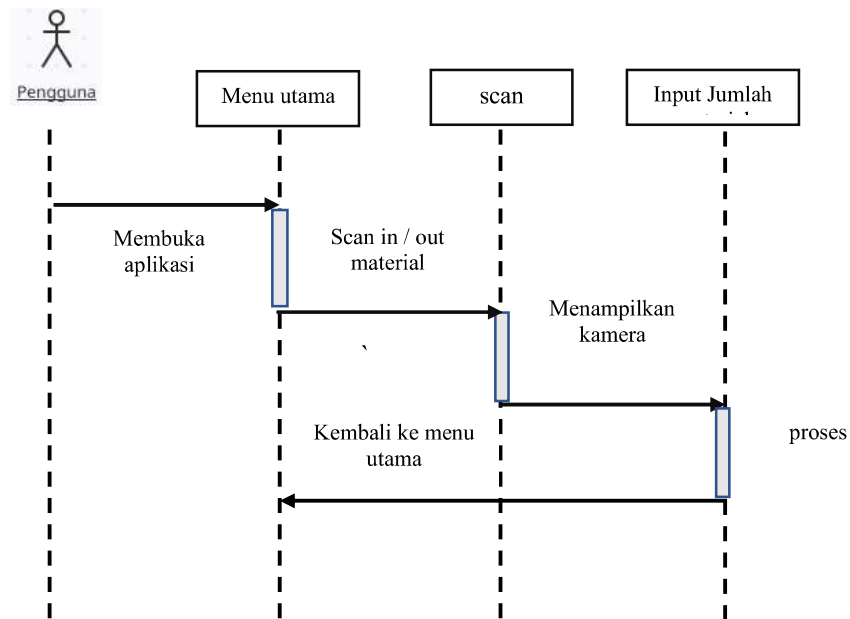 Pengguna
Menu utama
scan
Input Jumlah
Membuka
aplikasi
Scan in / out
material
Menampilkan
kamera
`
Kembali ke menu
utama
proses